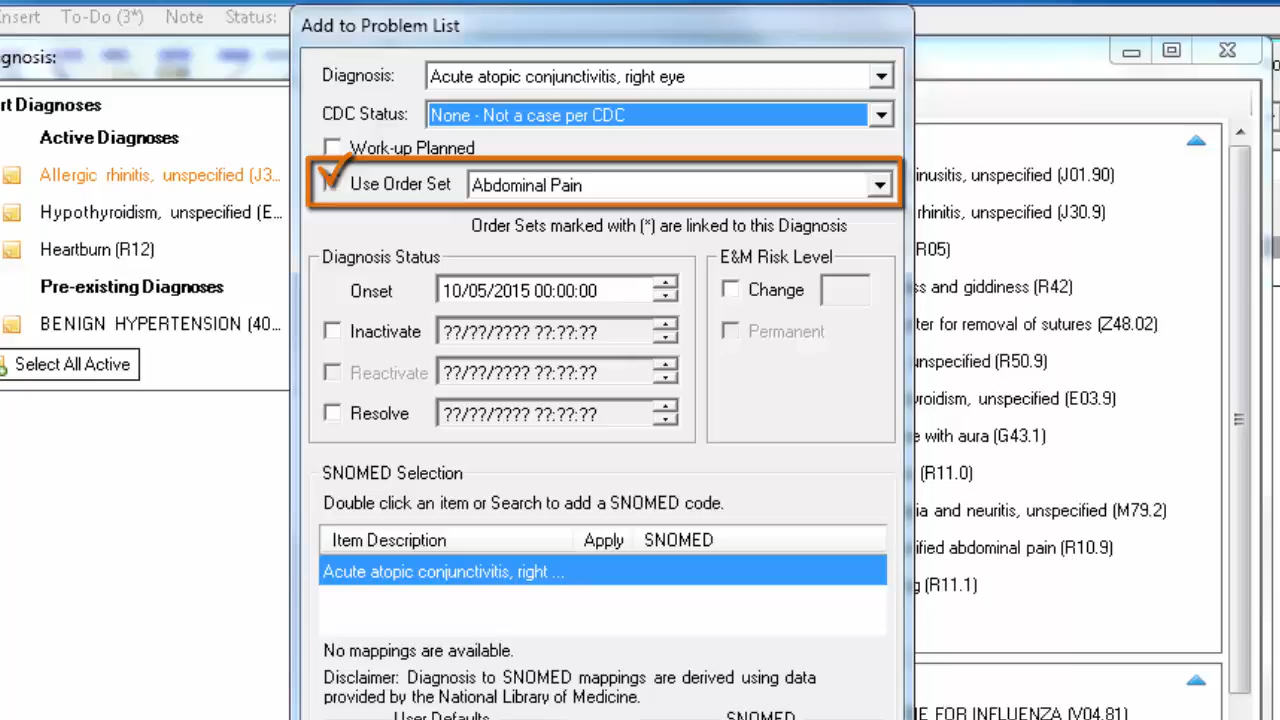 nsert To-Do (3*) Note Status:
gnosis:
rt Diagnoses
Active Diagnoses
Allergic rhinitis, unspecified (J3...
Hypothyroidism, unspecified (E...
Heartburn (R12)
Pre-existing Diagnoses
BENIGN HYPERTENSION (40...
Select All Active
Add to Problem List
Diagnosis: Acute atopic conjunctivitis, right eye
CDC Status: None - Not a case per CDC
Work-up Planned
Use Order Set Abdominal Pain
Order Sets marked with (*) are linked to this Diagnosis
Diagnosis Status
Onset 10/05/2015 00:00:00
Inactivate ??/??/???? ??:??:??
Reactivate ??/??/???? ??:??:??
Resolve ??/??/???? ??:??:??
E&M Risk Level
Change
Permanent
SNOMED Selection
Double click an item or Search to add a SNOMED code.
Item Description Apply SNOMED
Acute atopic conjunctivitis, right ...
No mappings are available.
Disclaimer: Diagnosis to SNOMED mappings are derived using data
provided by the National Library of Medicine.
User Defaults SNOMED
inusitis, unspecified (J01.90)
rhinitis, unspecified (J30.9)
R05)
ss and giddiness (R42)
ter for removal of sutures (Z48.02)
unspecified (R50.9)
yroidism, unspecified (E03.9)
e with aura (G43.1)
(R11.0)
ia and neuritis, unspecified (M79.2)
ified abdominal pain (R10.9)
g (R11.1)
NE FOR INFLUENZA (V04.81)